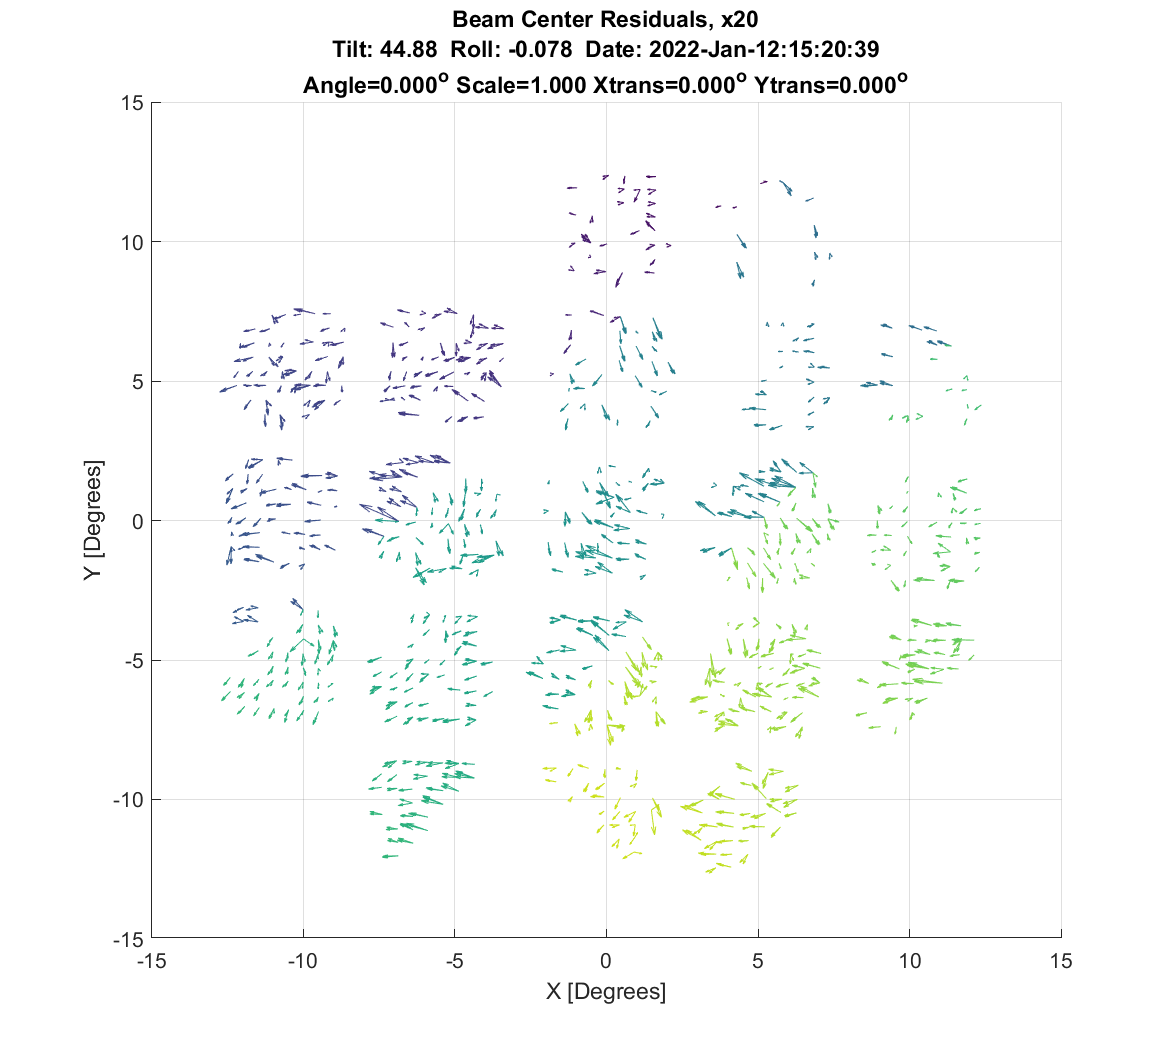 Beam Center Residuals, x20
Tilt: 44.88 Roll: -0.078 Date: 2022-Jan-12:15:20:39
Angle=0.000° Scale=1.000 Xtrans=0.000° Ytrans=0.000°
15
10
5
0
-5
-10
-15
Y [Degrees]
-15 -10 -5 0 5 10 15
X [Degrees]